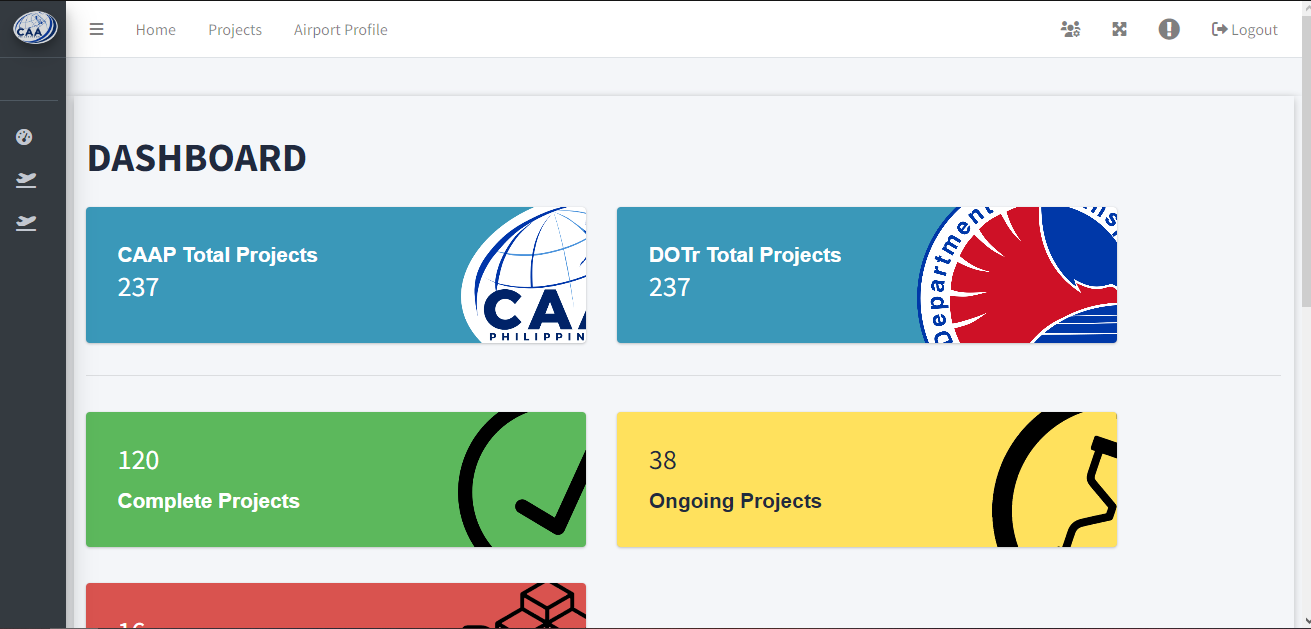 CAA
Home
Projects
Airport Profile
Logout
DASHBOARD
CAAP Total Projects
237
CAA
PHILIPPIN
DOTr Total Projects
237
Department
120
Complete Projects
38
Ongoing Projects
16